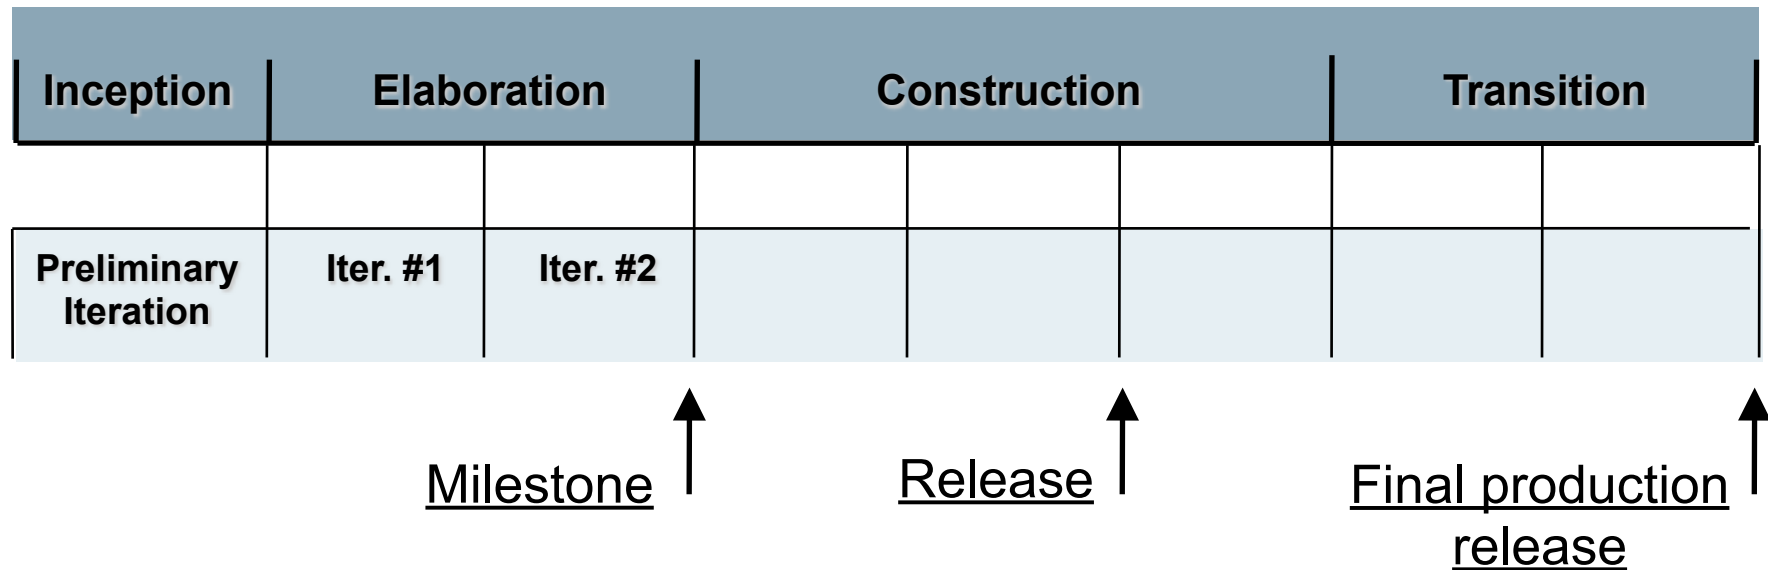 Inception Elaboration Construction Transition
Preliminary Iter. #1 Iter. #2
Iteration
Milestone Release Final production
release